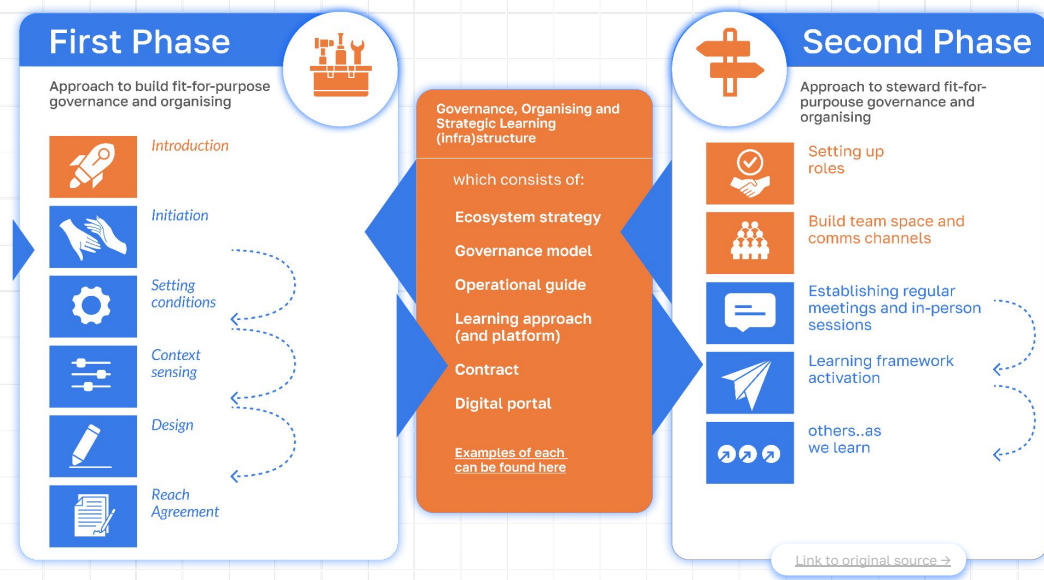 First Phase
Approach to build fit-for-purpose
governance and organising
Introduction
Initiation
Setting
conditions
Context
sensing
Design
Reach
Agreement
Governance, Organising and
Strategic Learning
(infra)structure
which consists of:
Ecosystem strategy
Governance model
Operational guide
Learning approach
(and platform)
Contract
Digital portal
Examples of each
can be found here
Second Phase
Approach to steward fit-for-
purpouse governance and
organising
Setting up
roles
Build team space and
comms channels
Establishing regular
meetings and in-person
sessions
Learning framework
activation
others..as
we learn
Link to original source →